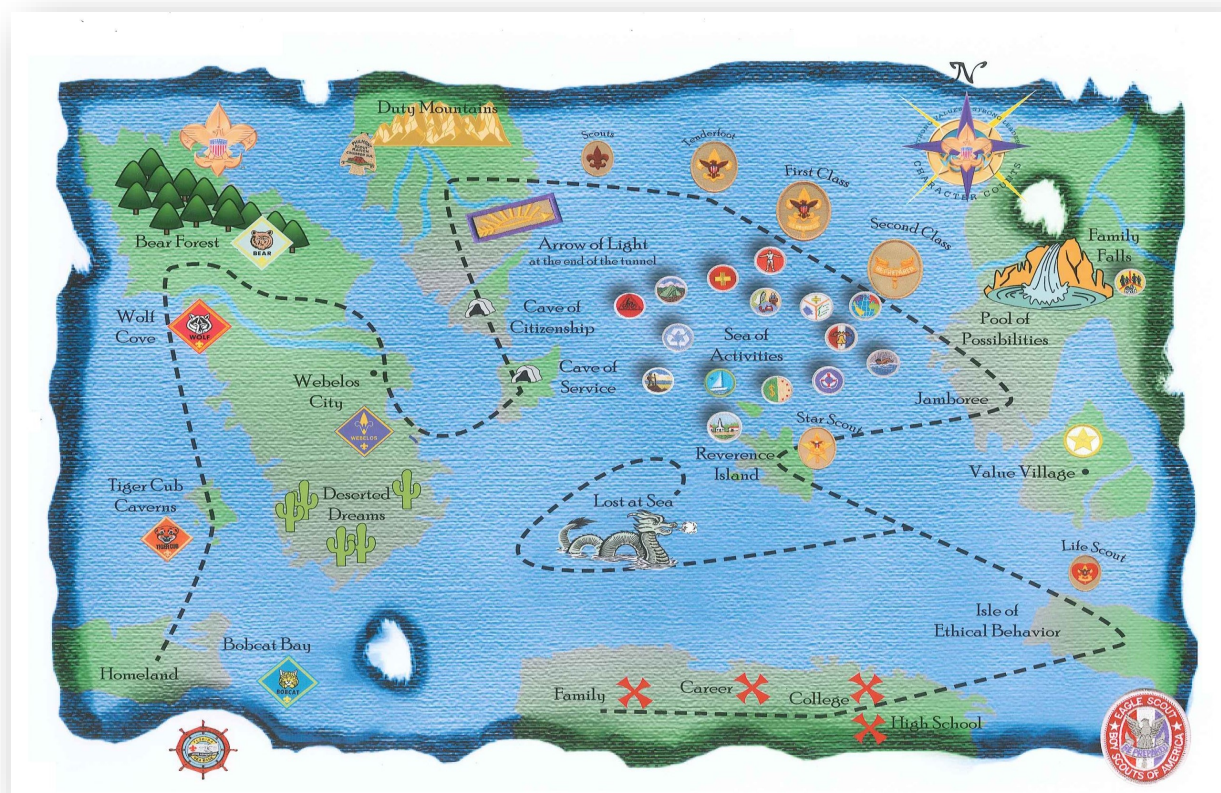 N
Duty Mountains
Scouts
Tenderfoot
First Class
Second Class
CHARACTER COUNTS
Bear Forest
BEAR
Arrow of Light
at the end of the tunnel
Family
Falls
Wolf
Cove
WOLF
Cave of
Citizenship
Pool of
Possibilities
Sea of
Activities
Cave of
Service
Webelos
City
WEBELOS
Jamboree
Star Scout
Reverence
Island
Value Village
Tiger Cub
Caverns
TIGER CUB
Deserted
Dreams
Lost at Sea
Life Scout
Isle of
Ethical Behavior
Bobcat Bay
BOBCAT
Homeland
Family
Career
College
High School
EAGLE SCOUT
BE PREPARED
BOY SCOUTS OF AMERICA